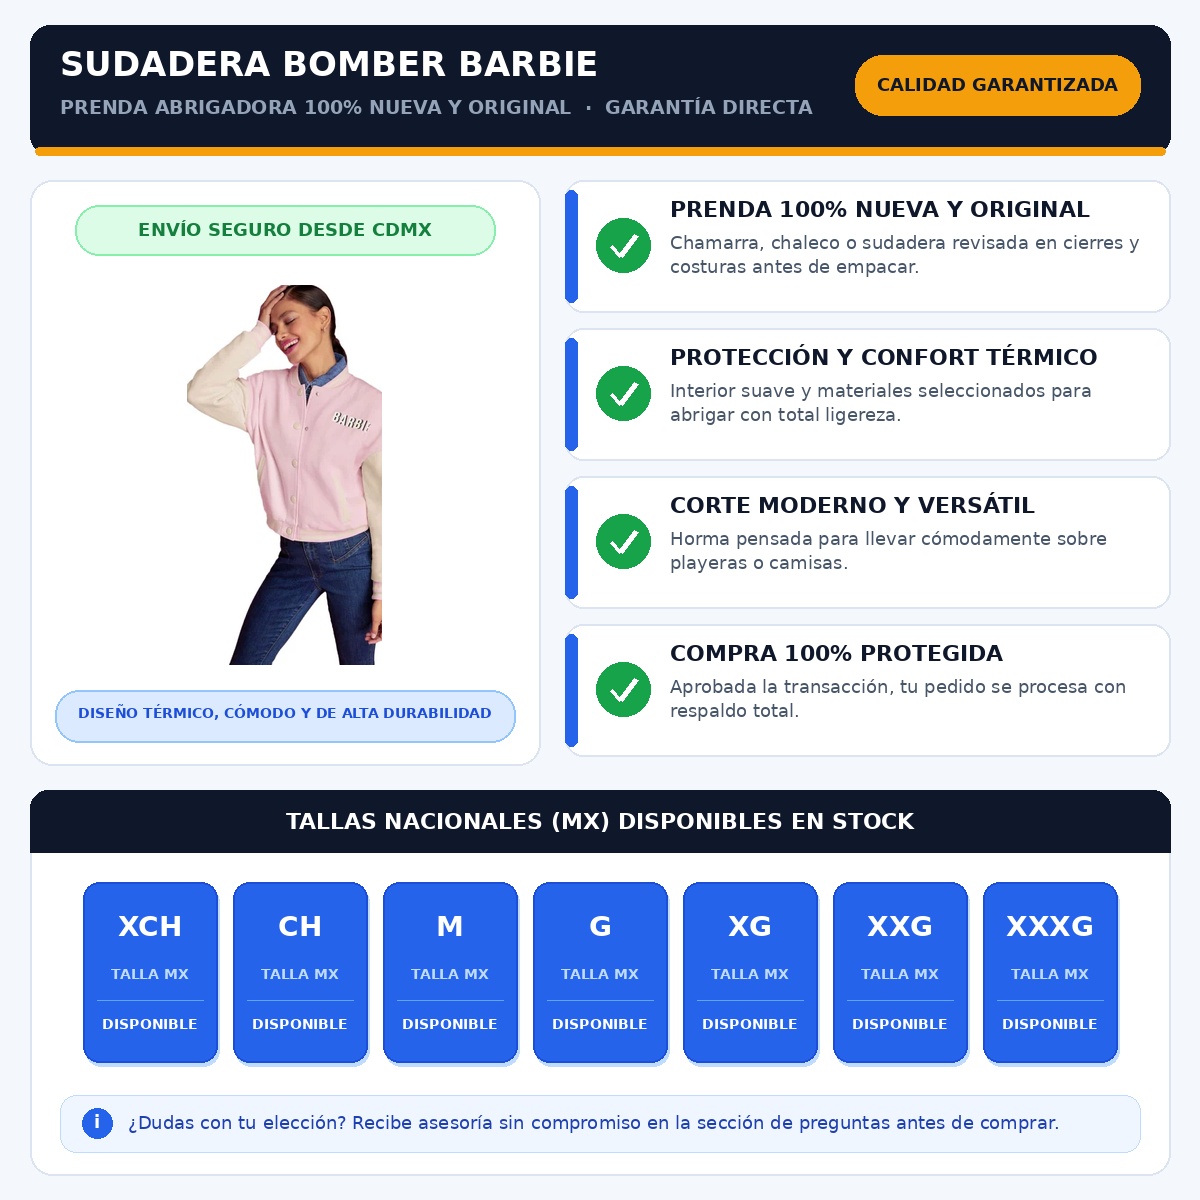 SUDADERA BOMBER BARBIE
PRENDA ABRIGADORA 100% NUEVA Y ORIGINAL · GARANTÍA DIRECTA
CALIDAD GARANTIZADA
ENVÍO SEGURO DESDE CDMX
BARBIE
DISEÑO TÉRMICO, CÓMODO Y DE ALTA DURABILIDAD
PRENDA 100% NUEVA Y ORIGINAL
Chamarra, chaleco o sudadera revisada en cierres y
costuras antes de empacar.
PROTECCIÓN Y CONFORT TÉRMICO
Interior suave y materiales seleccionados para
abrigar con total ligereza.
CORTE MODERNO Y VERSÁTIL
Horma pensada para llevar cómodamente sobre
playeras o camisas.
COMPRA 100% PROTEGIDA
Aprobada la transacción, tu pedido se procesa con
respaldo total.
TALLAS NACIONALES (MX) DISPONIBLES EN STOCK
XCH
TALLA MX
DISPONIBLE
CH
TALLA MX
DISPONIBLE
M
TALLA MX
DISPONIBLE
G
TALLA MX
DISPONIBLE
XG
TALLA MX
DISPONIBLE
XXG
TALLA MX
DISPONIBLE
XXXG
TALLA MX
DISPONIBLE
i
¿Dudas con tu elección? Recibe asesoría sin compromiso en la sección de preguntas antes de comprar.